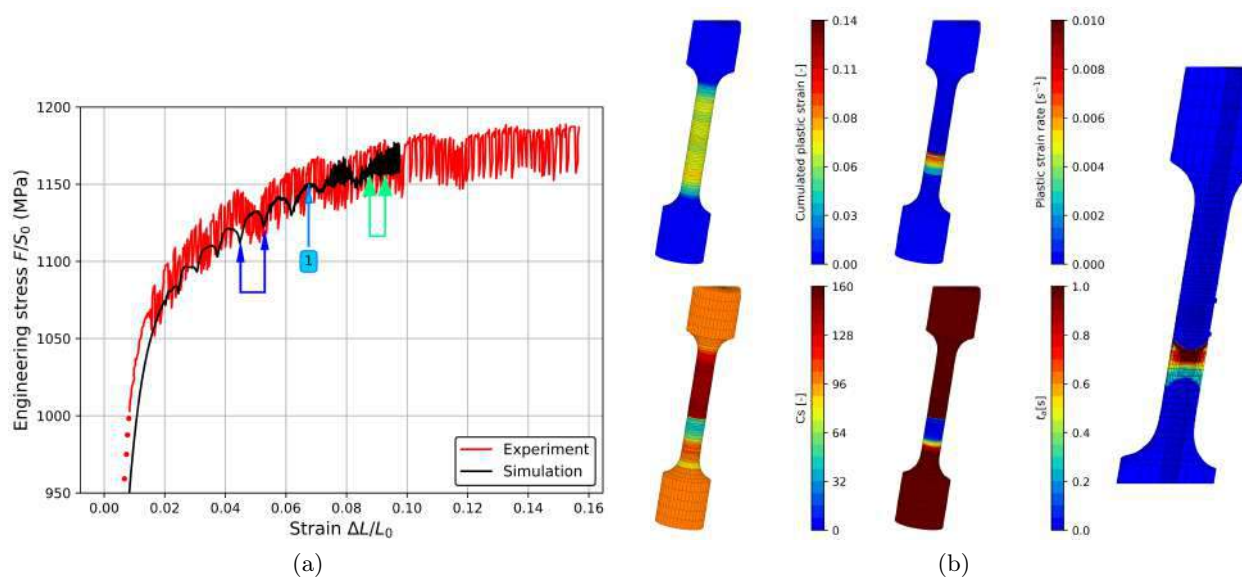 1200
1150
1100
1050
1000
950
Engineering stress F/S₀ (MPa)
1
Experiment
Simulation
0.00 0.02 0.04 0.06 0.08 0.10 0.12 0.14 0.16
Strain ΔL/L₀
(a)
0.14
0.11
0.09
0.06
0.03
0.00
Cumulated plastic strain [-]
0.010
0.008
0.006
0.004
0.002
0.000
Plastic strain rate [s⁻¹]
160
128
96
64
32
0
Cs [-]
1.0
0.8
0.6
0.4
0.2
0.0
tₐ[s]
(b)